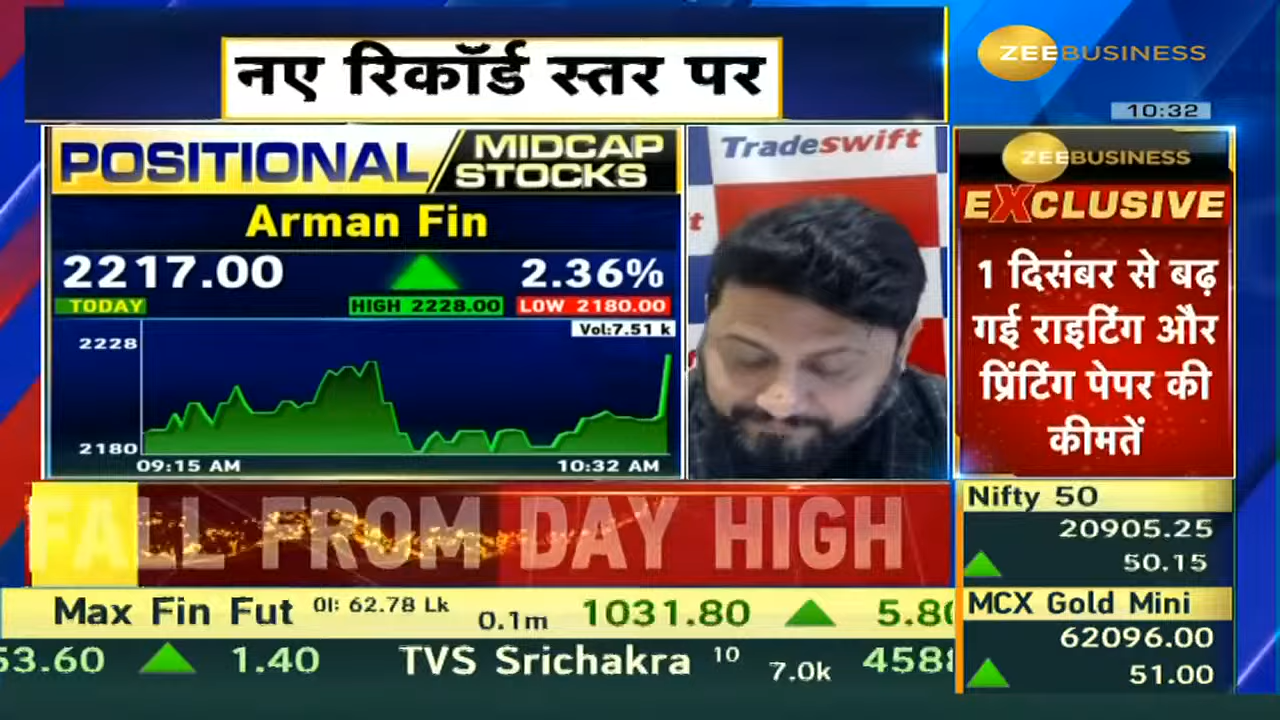 नए रिकॉर्ड स्तर पर
ZEEBUSINESS
10:32
POSITIONAL
MIDCAP
STOCKS
Arman Fin
2217.00
2.36%
TODAY
HIGH 2228.00
LOW 2180.00
Vol:7.51 k
2228
2180
09:15 AM
10:32 AM
Tradeswift
ZEEBUSINESS
EXCLUSIVE
1 दिसंबर से बढ़
गई राइटिंग और
प्रिंटिंग पेपर की
कीमतें
FALL FROM DAY HIGH
Nifty 50
20905.25
50.15
MCX Gold Mini
62096.00
51.00
Max Fin Fut OI: 62.78 Lk 0.1m 1031.80 5.80
53.60 1.40 TVS Srichakra 10 7.0k 458